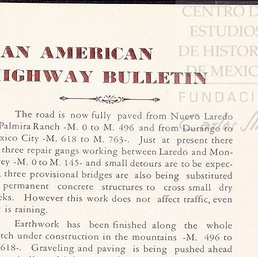 CENTRO D
ESTUDIOS
DE HISTOR
DE MEXIC
FUNDACI
AN AMERICAN
IGHWAY BULLETIN
The road is now fully paved from Nuevo Laredo
Palmira Ranch -M. 0 to M. 496 and from Durango to
xico City -M. 618 to M. 763-. Just at present there
three repair gangs working between Laredo and Mon-
ey -M. 0 to M. 145- and small detours are to be expec-
three provisional bridges are also being substituted
permanent concrete structures to cross small dry
eks. However this work does not affect traffic, even
t is raining.
Earthwork has been finished along the whole
tch under construction in the mountains -M. 496 to
618-. Graveling and paving is being pushed ahead